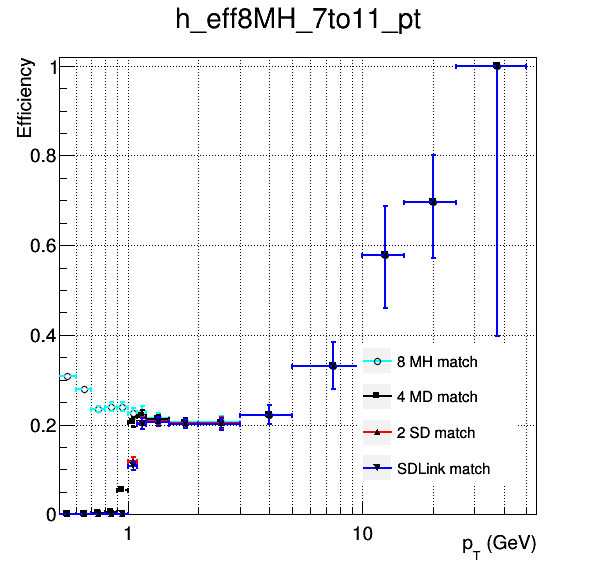 h_eff8MH_7to11_pt
Efficiency
1
0.8
0.6
0.4
0.2
0
8 MH match
4 MD match
2 SD match
SDLink match
1
10
p_T (GeV)